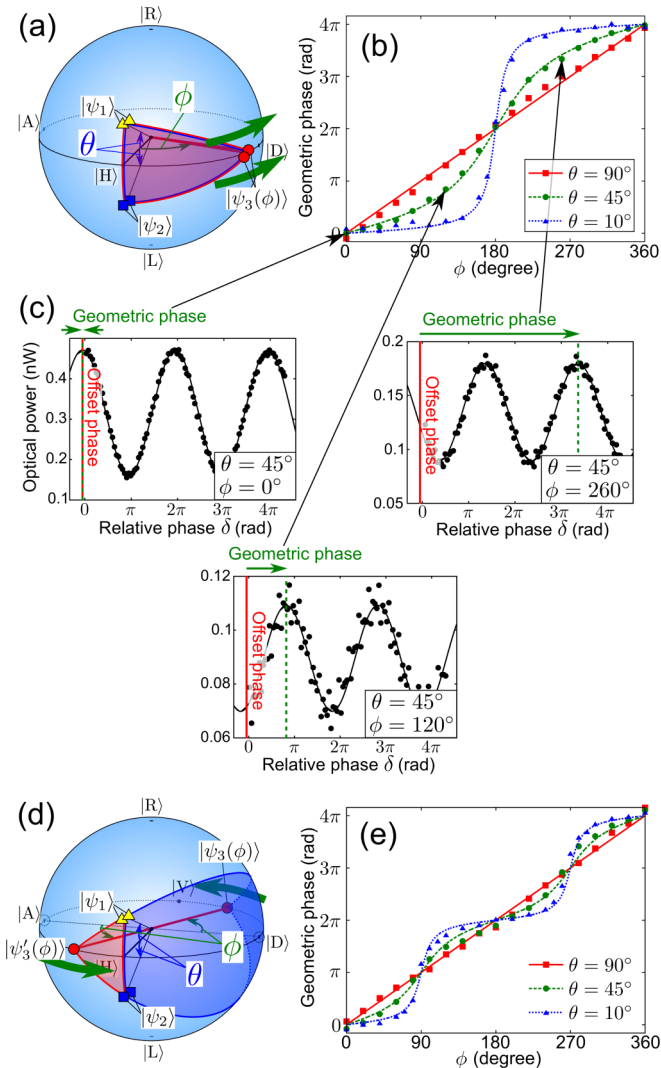 (a)
|R⟩
|ψ₁⟩
ϕ
|A⟩
θ
|D⟩
|H⟩
|ψ₃(ϕ)⟩
|ψ₂⟩
|L⟩
(b)
Geometric phase (rad)
4π
3π
2π
π
0
θ = 90°
θ = 45°
θ = 10°
0 90 180 270 360
ϕ (degree)
(c)
Geometric phase
Optical power (nW)
0.4
0.2
0.1
Offset phase
θ = 45°
ϕ = 0°
0 π 2π 3π 4π
Relative phase δ (rad)
Geometric phase
0.2
0.15
0.1
0.05
Offset phase
θ = 45°
ϕ = 260°
0 π 2π 3π 4π
Relative phase δ (rad)
Geometric phase
0.12
0.1
0.08
0.06
Offset phase
θ = 45°
ϕ = 120°
0 π 2π 3π 4π
Relative phase δ (rad)
(d)
|R⟩
|ψ₃(ϕ)⟩
|V⟩
|ψ₁⟩
|A⟩
ϕ
|D⟩
|ψ′₃(ϕ)⟩
θ
|H⟩
|ψ₂⟩
|L⟩
(e)
Geometric phase (rad)
4π
3π
2π
π
0
θ = 90°
θ = 45°
θ = 10°
0 90 180 270 360
ϕ (degree)